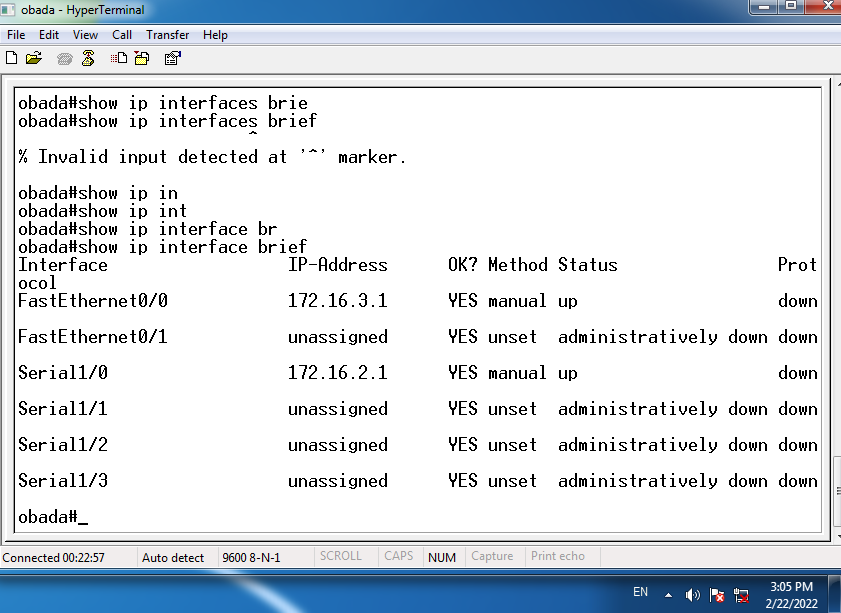 obada - HyperTerminal
File Edit View Call Transfer Help
obada#show ip interfaces brie
obada#show ip interfaces brief
^
% Invalid input detected at '^' marker.
obada#show ip in
obada#show ip int
obada#show ip interface br
obada#show ip interface brief
Interface IP-Address OK? Method Status Prot
ocol
FastEthernet0/0 172.16.3.1 YES manual up down
FastEthernet0/1 unassigned YES unset administratively down down
Serial1/0 172.16.2.1 YES manual up down
Serial1/1 unassigned YES unset administratively down down
Serial1/2 unassigned YES unset administratively down down
Serial1/3 unassigned YES unset administratively down down
obada#_
Connected 00:22:57 Auto detect 9600 8-N-1 SCROLL CAPS NUM Capture Print echo
EN 3:05 PM
2/22/2022